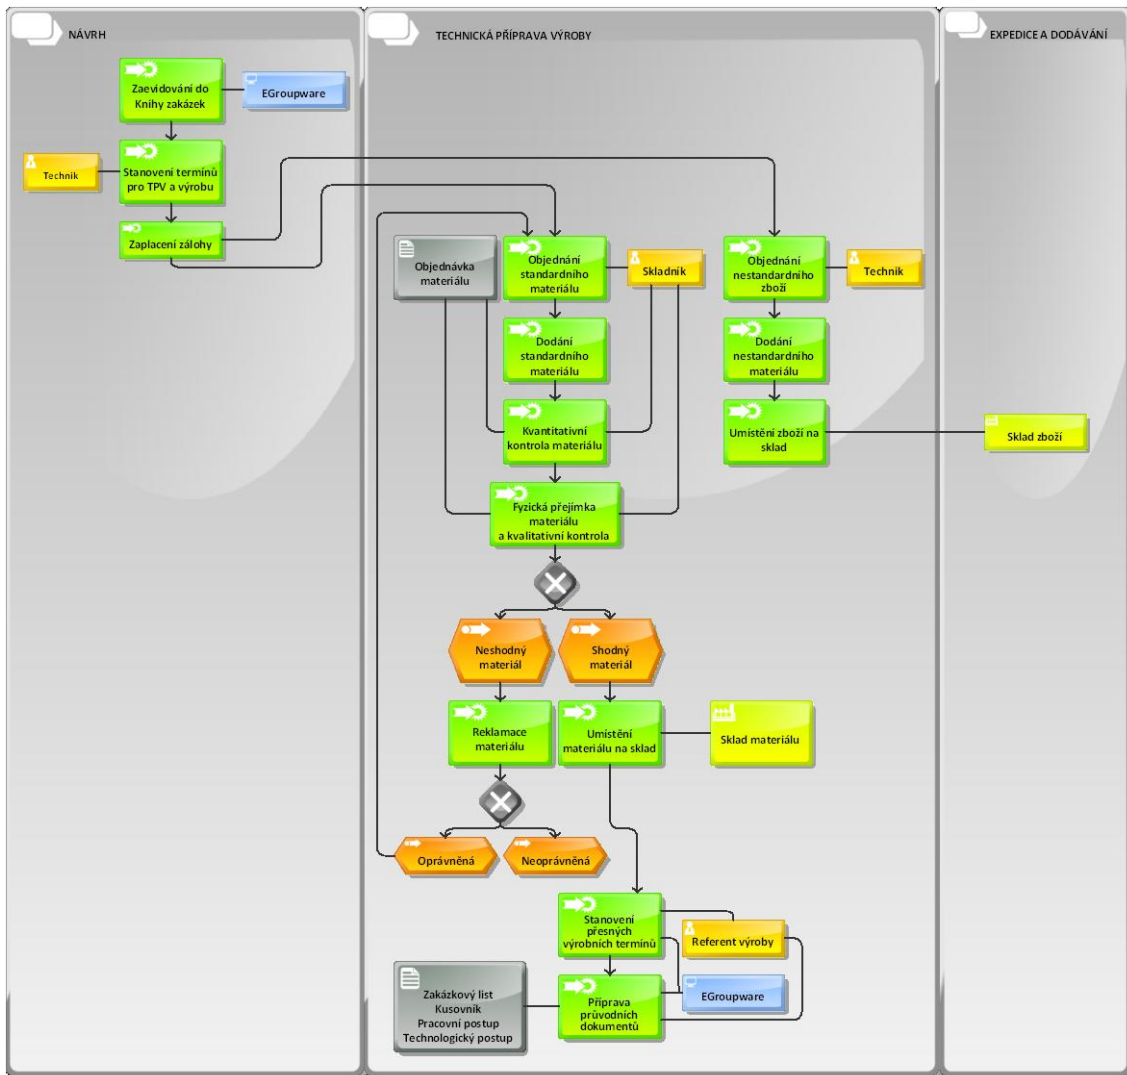 NÁVRH
TECHNICKÁ PŘÍPRAVA VÝROBY
EXPEDICE A DODÁVÁNÍ
Zaevidování do
Knihy zakázek
EGroupware
Technik
Stanovení termínů
pro TPV a výrobu
Zaplacení zálohy
Objednávka
materiálu
Objednání
standardního
materiálu
Skladník
Objednání
nestandardního
zboží
Technik
Dodání
standardního
materiálu
Dodání
nestandardního
materiálu
Kvantitativní
kontrola materiálu
Umístění zboží na
sklad
Sklad zboží
Fyzická přejímka
materiálu
a kvalitativní kontrola
Neshodný
materiál
Shodný
materiál
Reklamace
materiálu
Umístění
materiálu na sklad
Sklad materiálu
Oprávněná
Neoprávněná
Stanovení
přesných
výrobních termínů
Referent výroby
Zakázkový list
Kusovník
Pracovní postup
Technologický postup
Příprava
průvodních
dokumentů
EGroupware